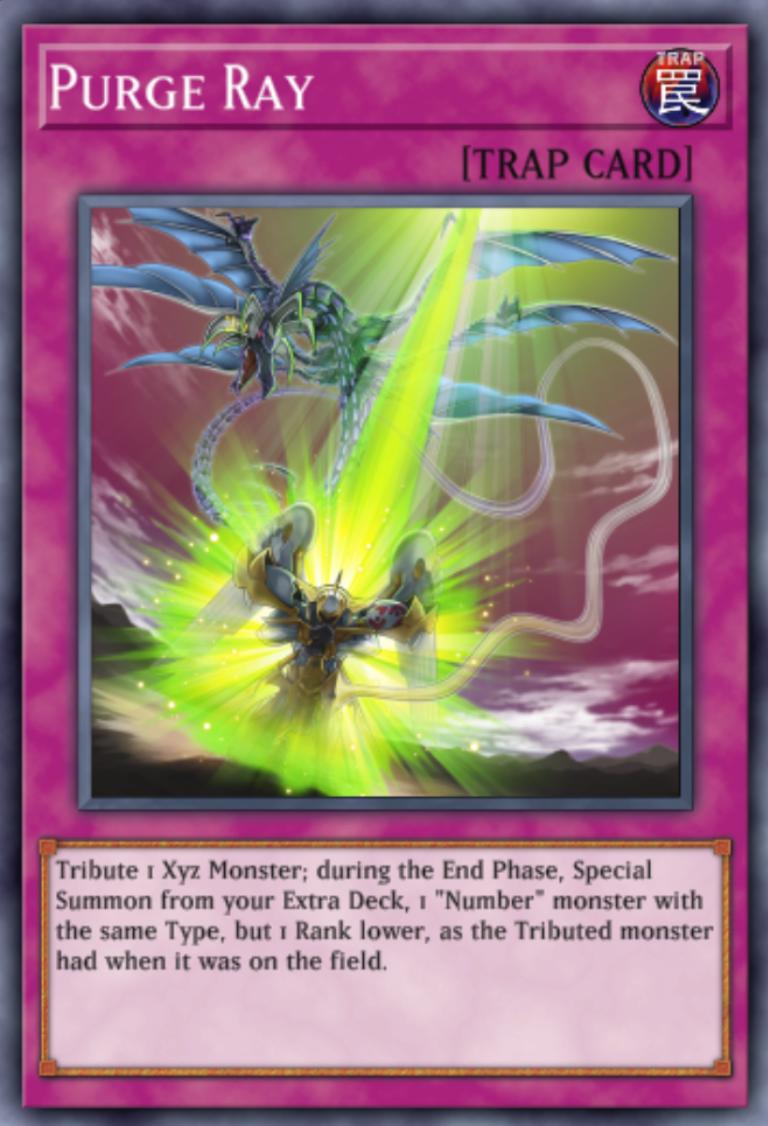 PURGE RAY
TRAP
罠
[TRAP CARD]
Tribute 1 Xyz Monster; during the End Phase, Special
Summon from your Extra Deck, 1 "Number" monster with
the same Type, but 1 Rank lower, as the Tributed monster
had when it was on the field.